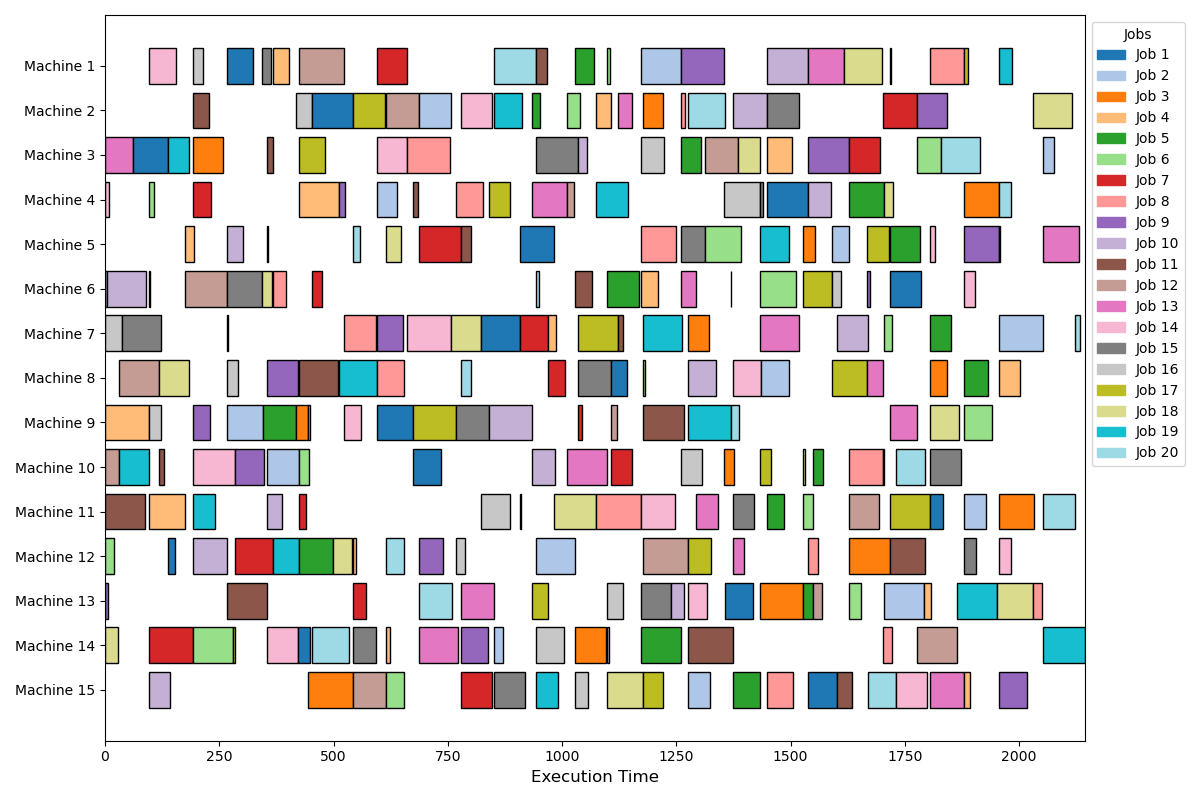 Machine 1
Machine 2
Machine 3
Machine 4
Machine 5
Machine 6
Machine 7
Machine 8
Machine 9
Machine 10
Machine 11
Machine 12
Machine 13
Machine 14
Machine 15
0 250 500 750 1000 1250 1500 1750 2000
Execution Time
Jobs
Job 1
Job 2
Job 3
Job 4
Job 5
Job 6
Job 7
Job 8
Job 9
Job 10
Job 11
Job 12
Job 13
Job 14
Job 15
Job 16
Job 17
Job 18
Job 19
Job 20